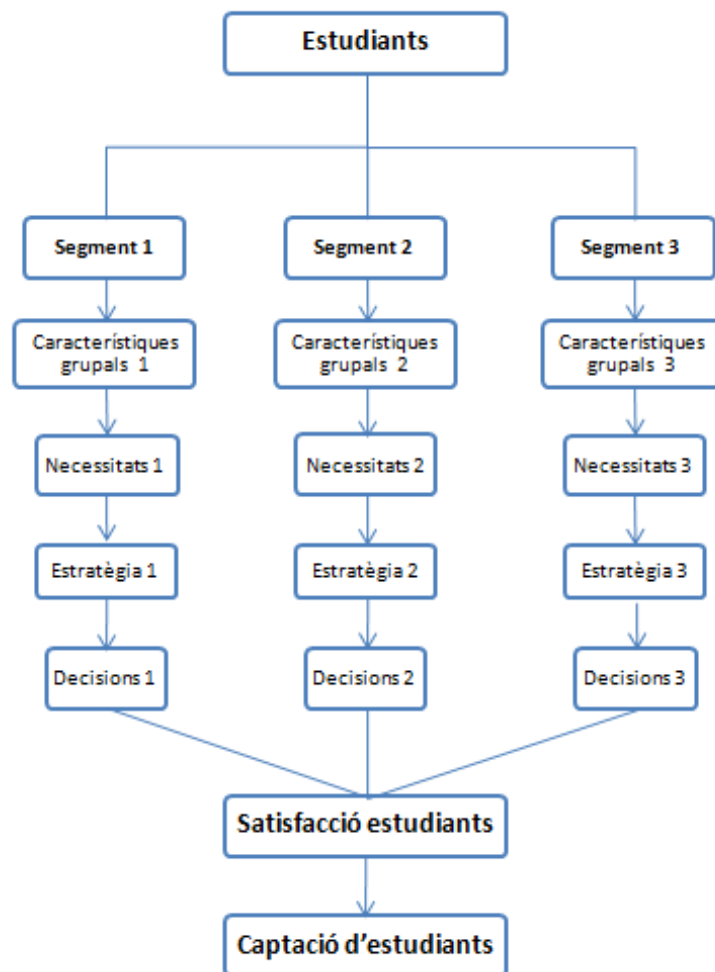 Estudiants
Segment 1
Segment 2
Segment 3
Característiques
grupals 1
Característiques
grupals 2
Característiques
grupals 3
Necessitats 1
Necessitats 2
Necessitats 3
Estratègia 1
Estratègia 2
Estratègia 3
Decisions 1
Decisions 2
Decisions 3
Satisfacció estudiants
Captació d’estudiants